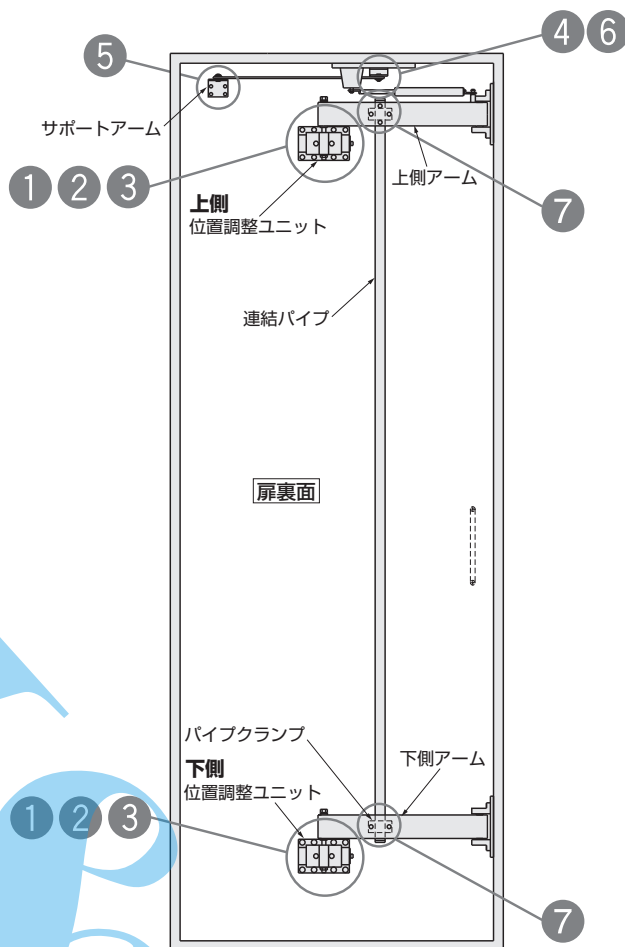 4 6
5
サポートアーム
上側アーム
1 2 3
7
上側
位置調整ユニット
連結パイプ
扉裏面
パイプクランプ
下側アーム
下側
位置調整ユニット
1 2 3
7